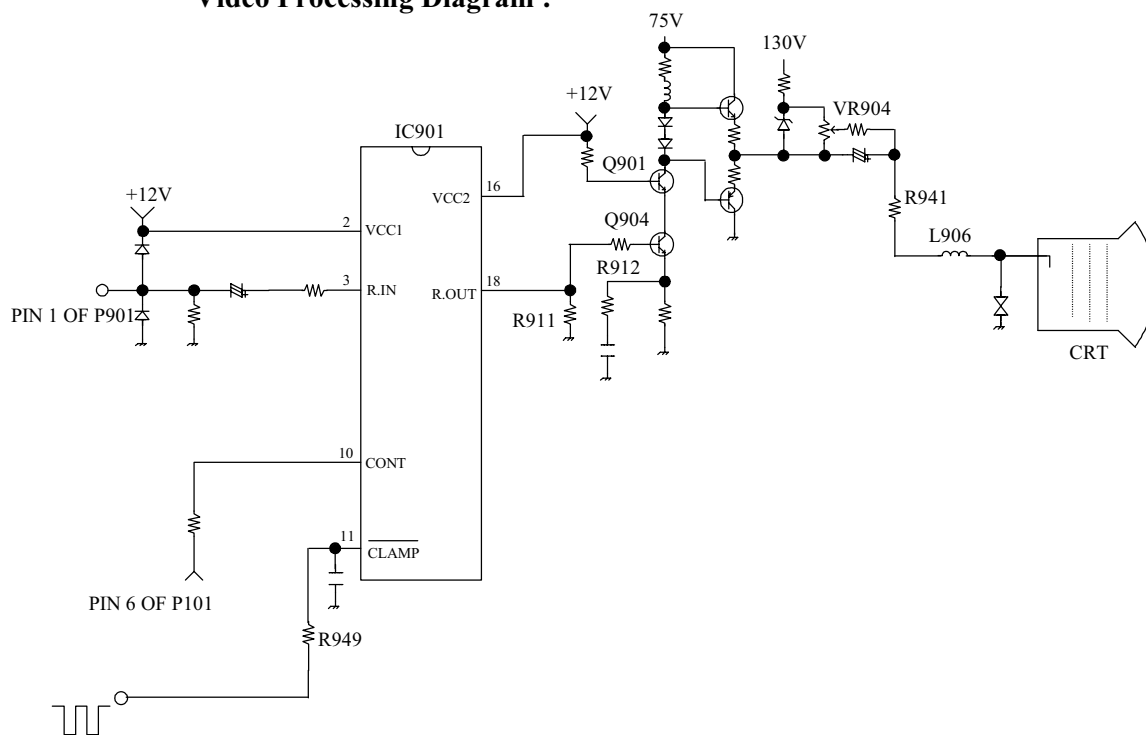 Video Processing Diagram :
75V
130V
VR904
+12V
IC901
Q901
16
VCC2
R941
+12V
2
VCC1
Q904
L906
R912
3
R.IN
R.OUT
18
PIN 1 OF P901
R911
CRT
10
CONT
11
CLAMP
PIN 6 OF P101
R949